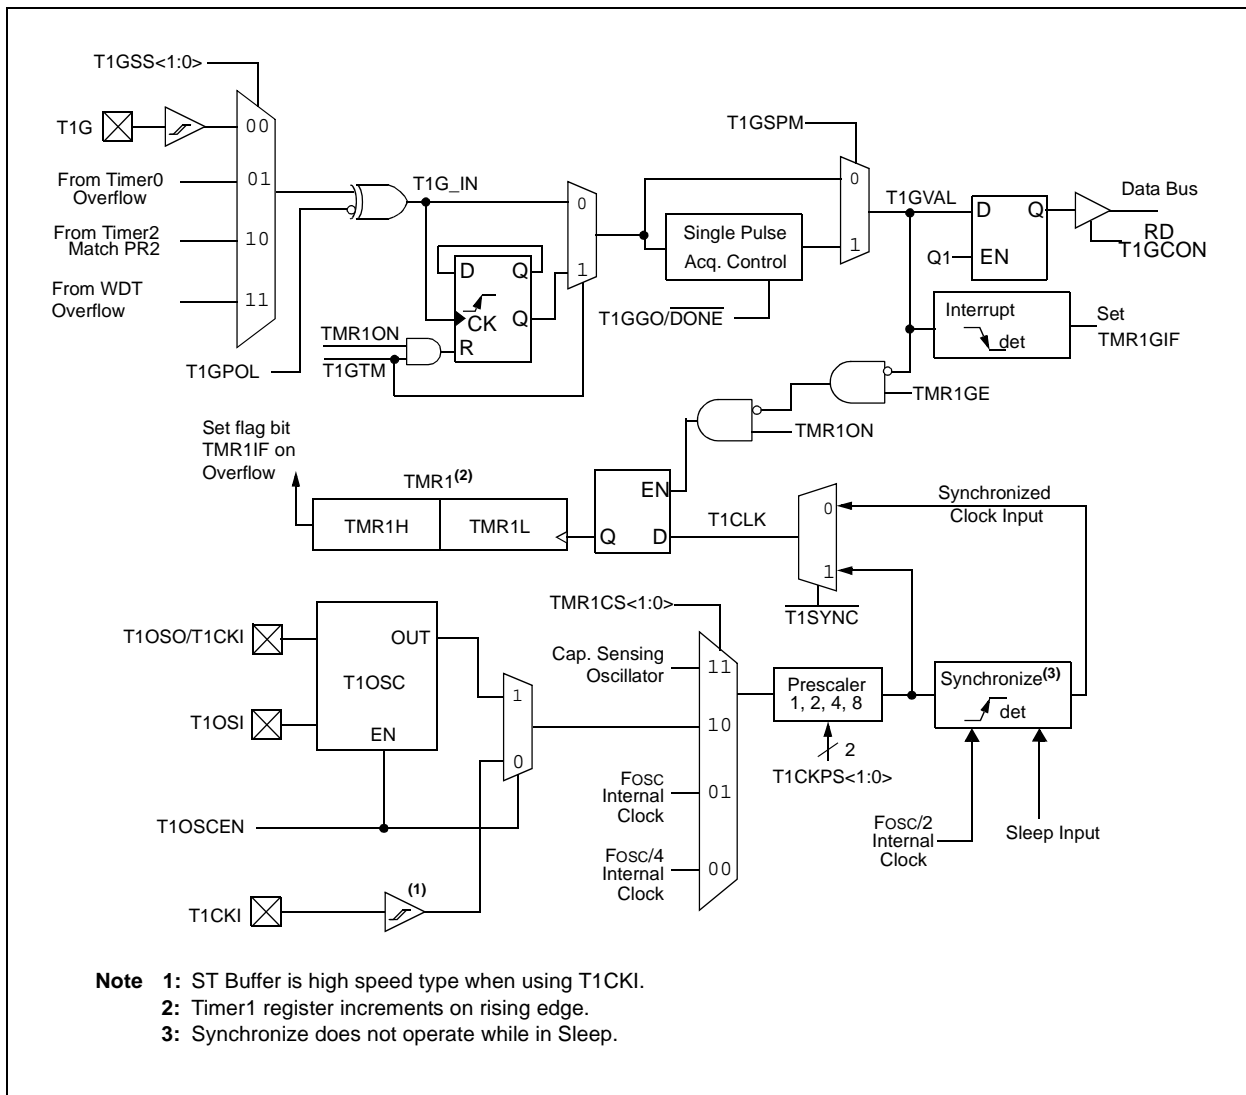 T1GSS<1:0>
T1G
00
From Timer0
Overflow
01
From Timer2
Match PR2
10
From WDT
Overflow
11
T1GPOL
T1G_IN
D
Q
CK
Q
R
TMR1ON
T1GTM
0
1
T1GSPM
Single Pulse
Acq. Control
T1GGO/DONE
0
1
T1GVAL
D
Q
Q1
EN
Data Bus
RD
T1GCON
Interrupt
det
Set
TMR1GIF
TMR1GE
TMR1ON
Set flag bit
TMR1IF on
Overflow
TMR1(2)
TMR1H
TMR1L
EN
Q
D
T1CLK
0
1
T1SYNC
Synchronized
Clock Input
T1OSO/T1CKI
OUT
T1OSC
T1OSI
EN
T1OSCEN
1
0
T1CKI
(1)
TMR1CS<1:0>
Cap. Sensing
Oscillator
11
10
FOSC
Internal
Clock
01
FOSC/4
Internal
Clock
00
Prescaler
1, 2, 4, 8
2
T1CKPS<1:0>
Synchronize(3)
det
FOSC/2
Internal
Clock
Sleep Input
Note 1: ST Buffer is high speed type when using T1CKI.
2: Timer1 register increments on rising edge.
3: Synchronize does not operate while in Sleep.